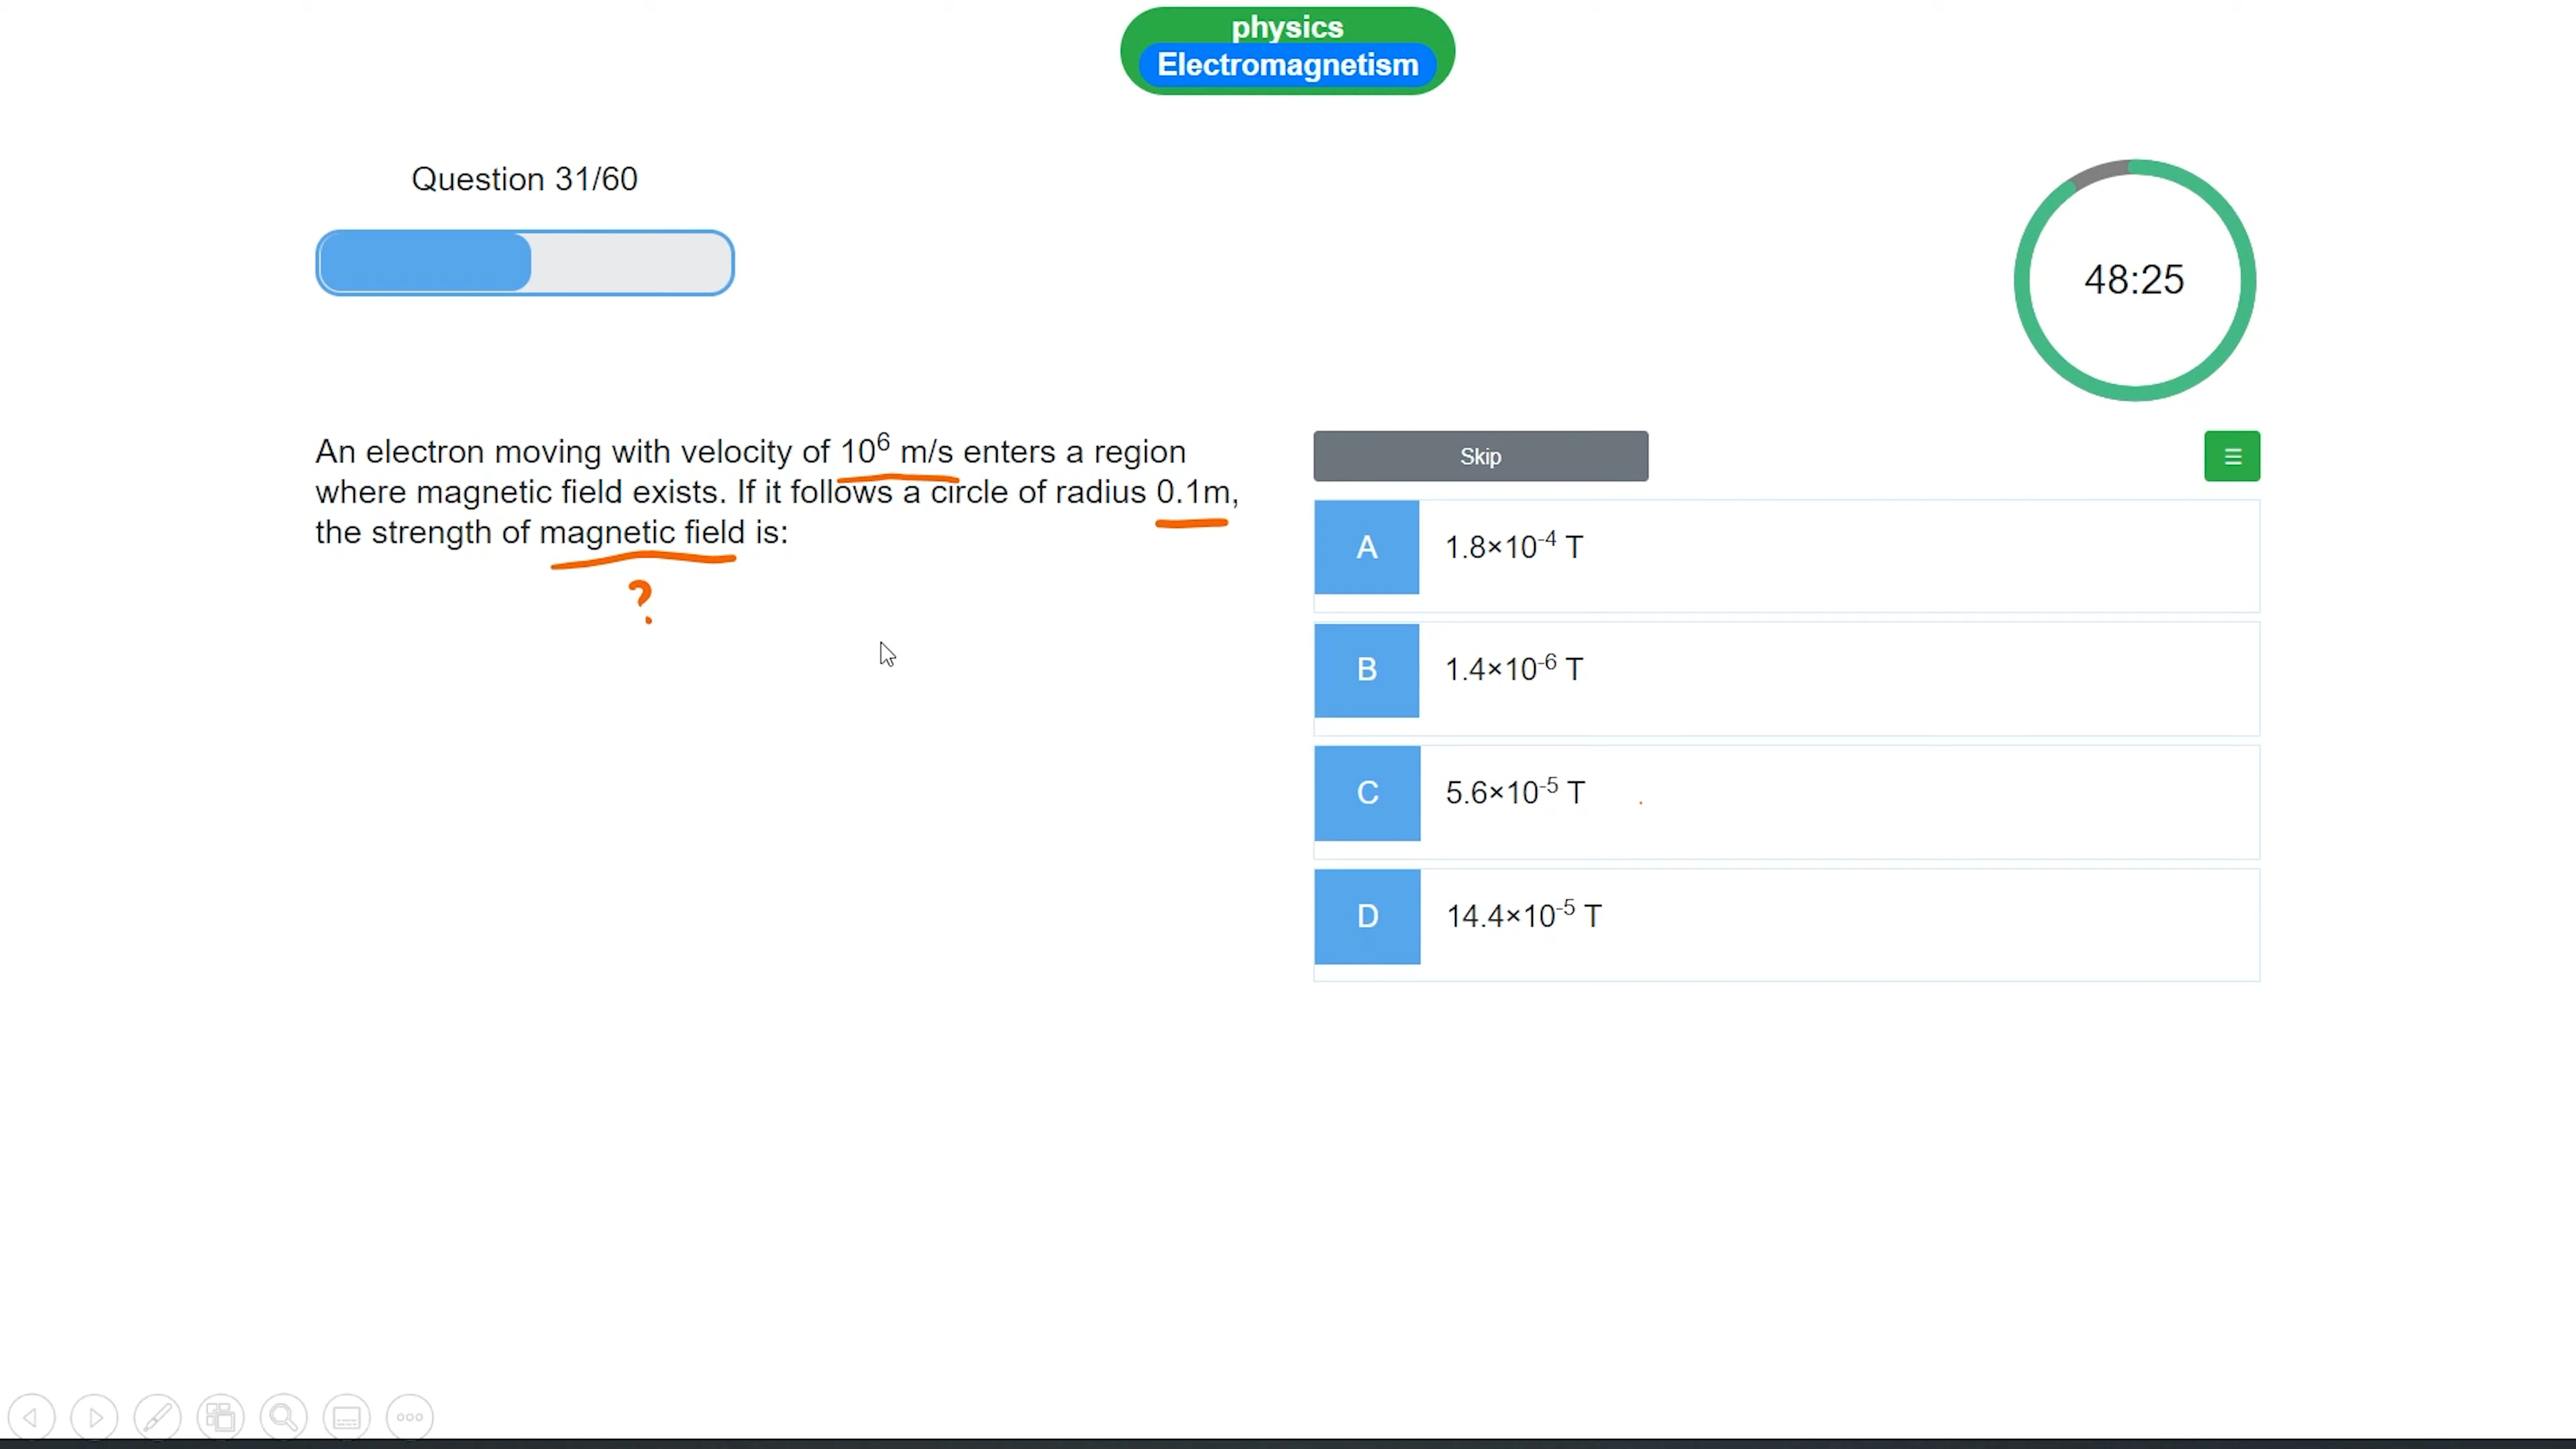 physics
Electromagnetism
Question 31/60
48:25
An electron moving with velocity of 10⁶ m/s enters a region
where magnetic field exists. If it follows a circle of radius 0.1m,
the strength of magnetic field is:
?
Skip
A 1.8×10⁻⁴ T
B 1.4×10⁻⁶ T
C 5.6×10⁻⁵ T
D 14.4×10⁻⁵ T